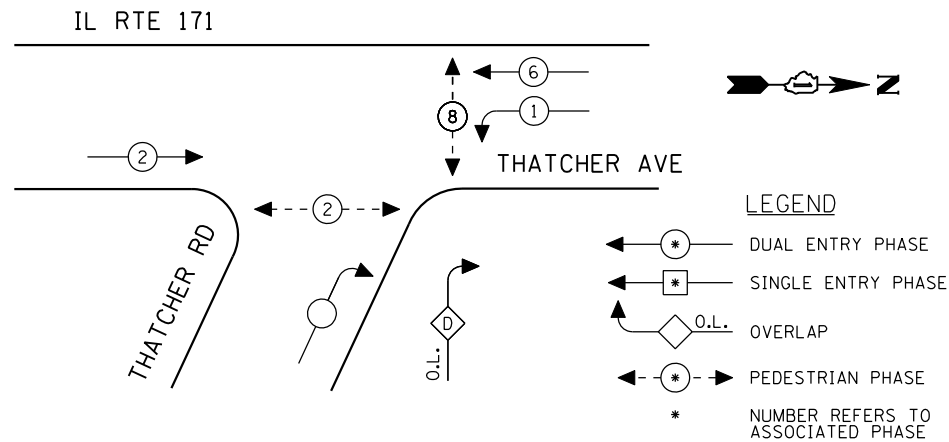 IL RTE 171
6
8
1
N
2
THATCHER AVE
2
THATCHER RD
D
O.L.
LEGEND
* DUAL ENTRY PHASE
* SINGLE ENTRY PHASE
O.L. OVERLAP
* PEDESTRIAN PHASE
* NUMBER REFERS TO
ASSOCIATED PHASE